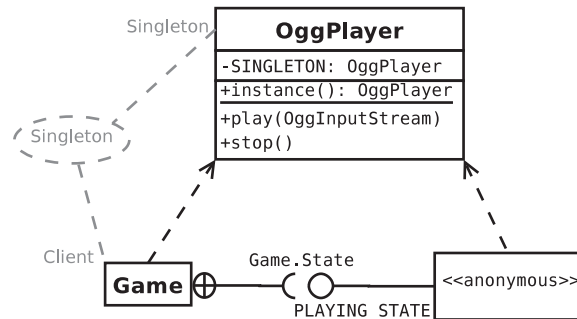 Singleton
OggPlayer
-SINGLETON: OggPlayer
+instance(): OggPlayer
+play(OggInputStream)
+stop()
Singleton
Client
Game
Game.State
PLAYING STATE
<<anonymous>>